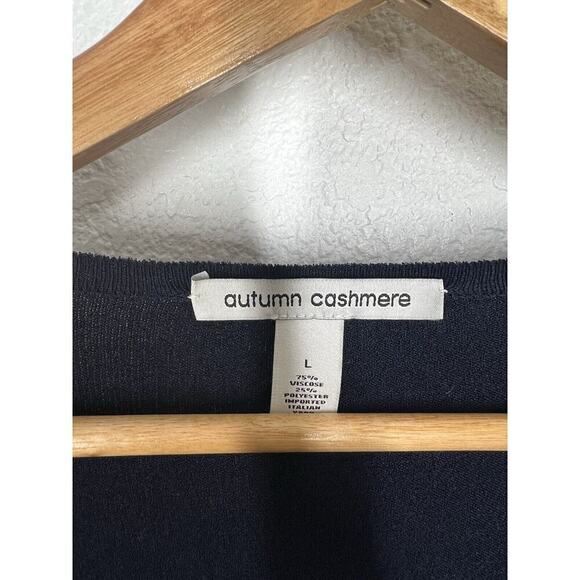 autumn cashmere
L
75%
VISCOSE
25%
POLYESTER
IMPORTED
ITALIAN